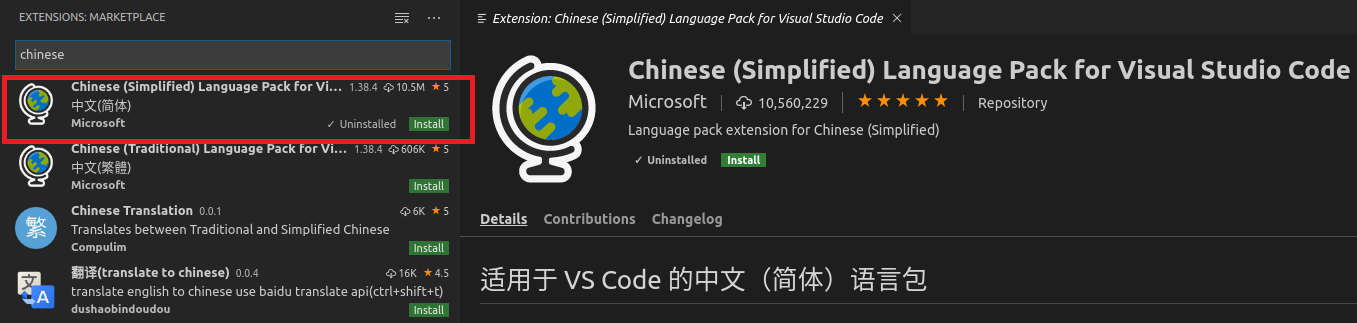 EXTENSIONS: MARKETPLACE
chinese
Chinese (Simplified) Language Pack for Vi... 1.38.4 10.5M ★ 5
中文(简体)
Microsoft ✓ Uninstalled Install
Chinese (Traditional) Language Pack for Vi... 1.38.4 606K ★ 5
中文(繁體)
Microsoft Install
繁
Chinese Translation 0.0.1 6K ★ 5
Translates between Traditional and Simplified Chinese
Compulim Install
文 A
翻译(translate to chinese) 0.0.4 16K ★ 4.5
translate english to chinese use baidu translate api(ctrl+shift+t)
dushaobindoudou Install
Extension: Chinese (Simplified) Language Pack for Visual Studio Code ×
Chinese (Simplified) Language Pack for Visual Studio Code
Microsoft | 10,560,229 | ★★★★★ | Repository
Language pack extension for Chinese (Simplified)
✓ Uninstalled Install
Details Contributions Changelog
适用于 VS Code 的中文（简体）语言包